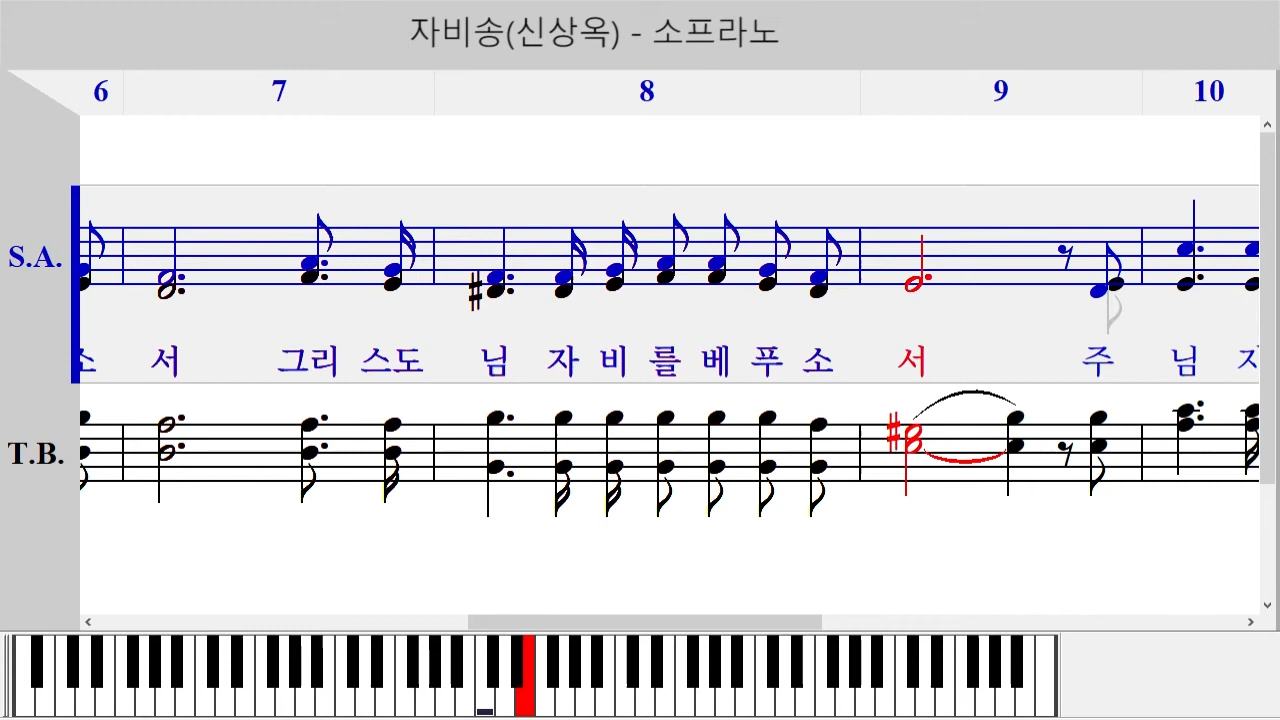 자비송(신상옥) - 소프라노
6 7 8 9 10
S.A.
소 서 그리 스도 님 자 비 를 베 푸 소 서 주 님
T.B.